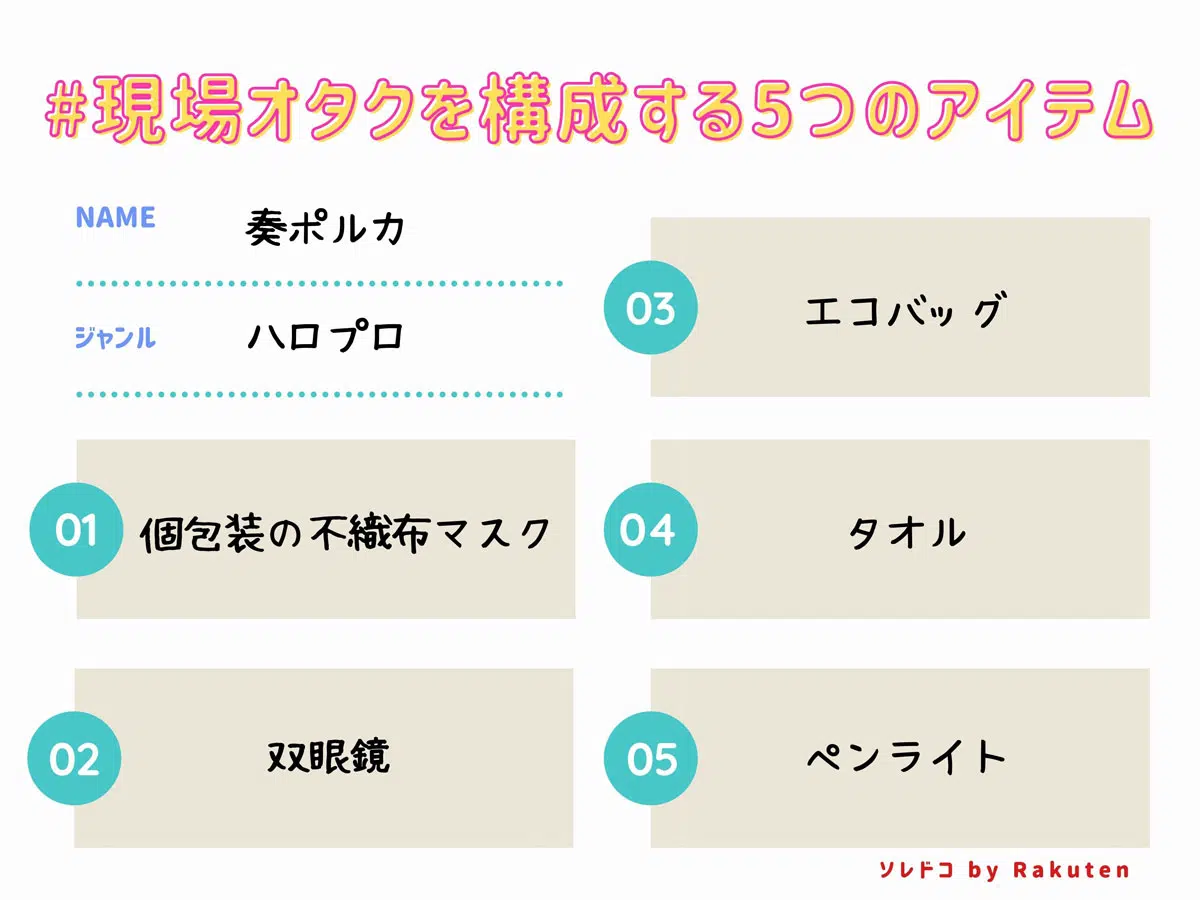 #現場オタクを構成する5つのアイテム
NAME 奏ポルカ
ジャンル ハロプロ
01 個包装の不織布マスク
02 双眼鏡
03 エコバッグ
04 タオル
05 ペンライト
ソレドコ by Rakuten